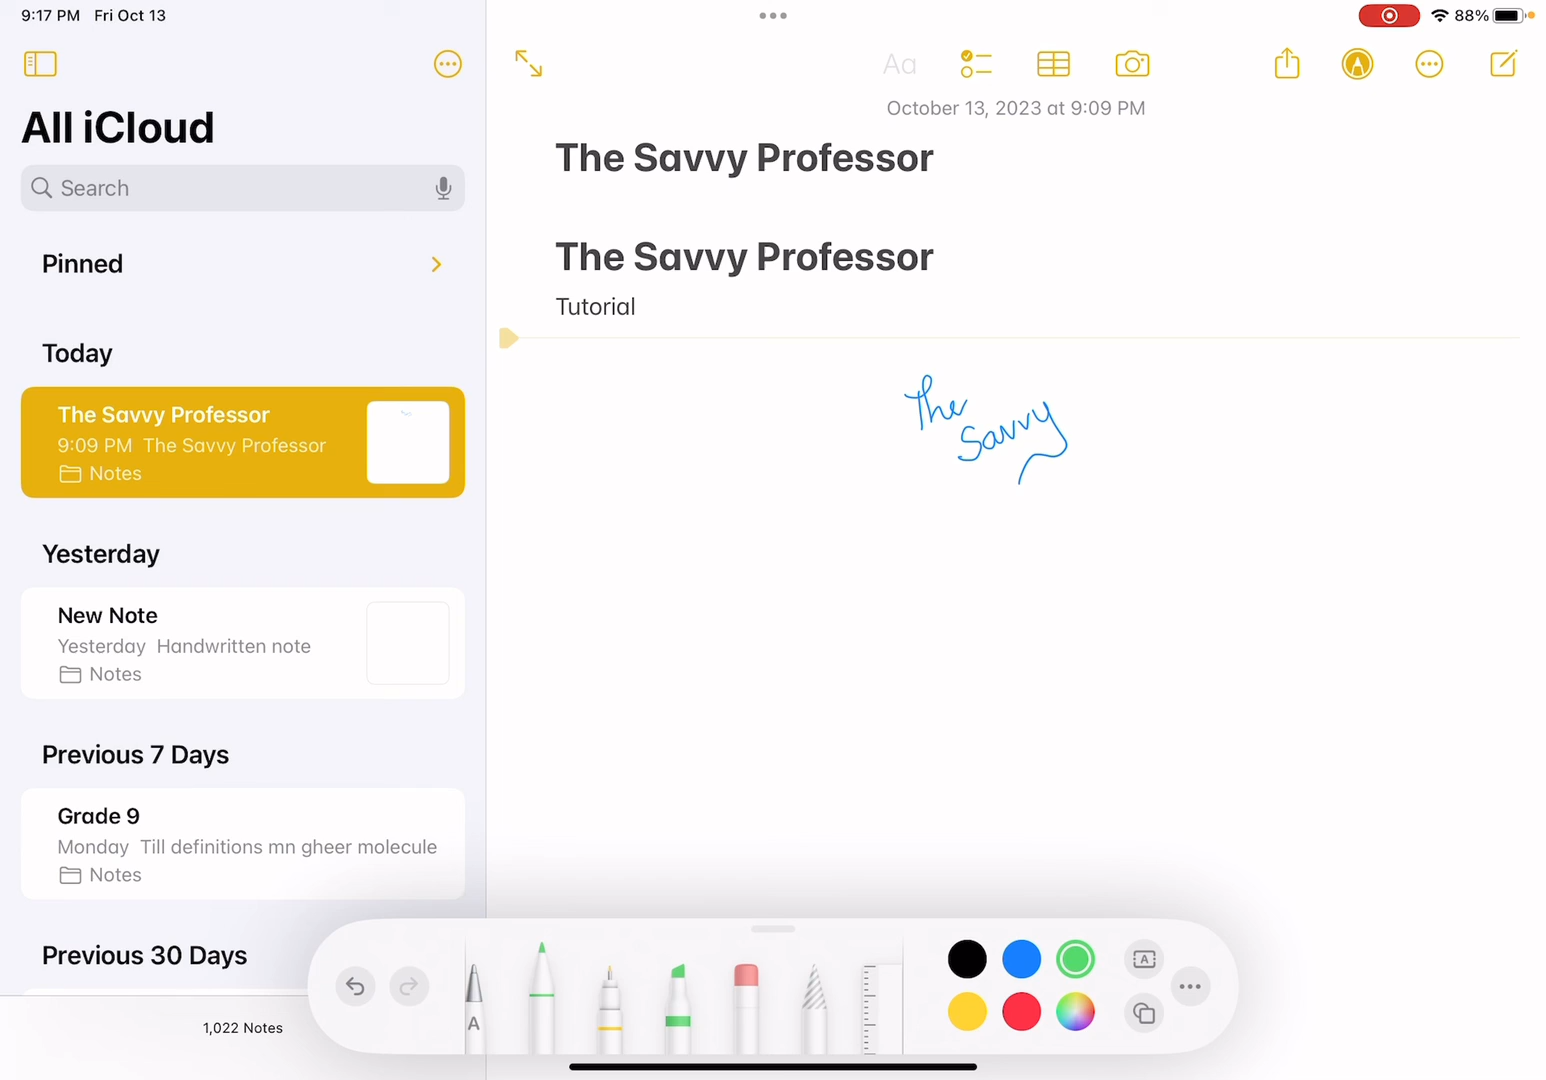 9:17 PM Fri Oct 13
88%
All iCloud
Search
Pinned
Today
The Savvy Professor
9:09 PM The Savvy Professor
Notes
Yesterday
New Note
Yesterday Handwritten note
Notes
Previous 7 Days
Grade 9
Monday Till definitions mn gheer molecule
Notes
Previous 30 Days
1,022 Notes
Aa
October 13, 2023 at 9:09 PM
The Savvy Professor
The Savvy Professor
Tutorial
The
Savvy
A
A